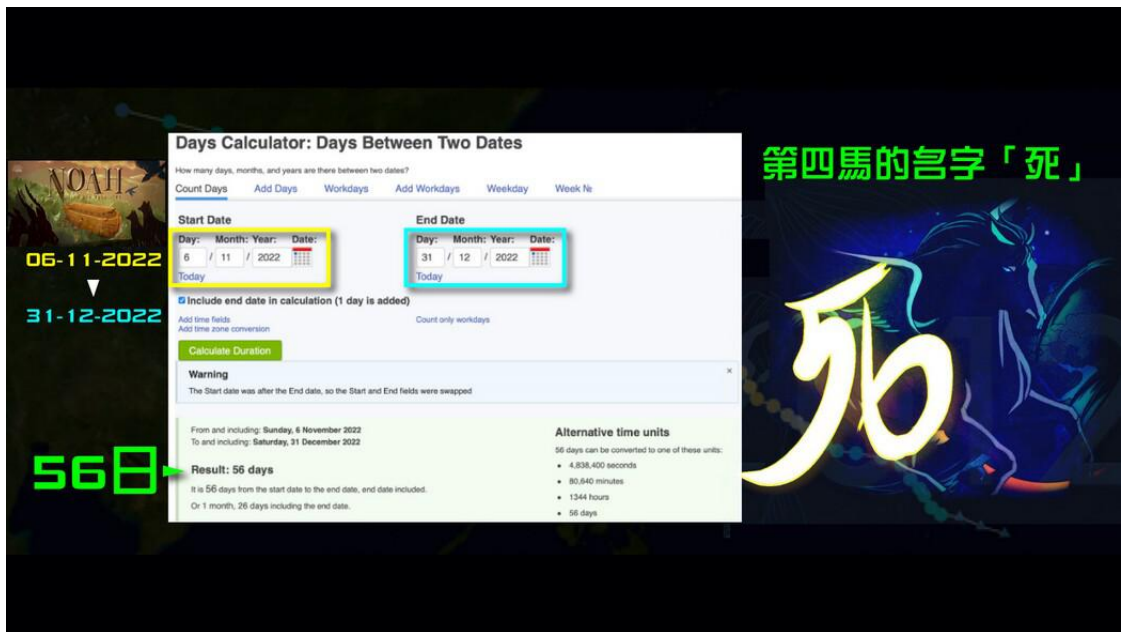 Days Calculator: Days Between Two Dates
How many days, months, and years are there between two dates?
Count Days Add Days Workdays Add Workdays Weekday Week №
Start Date
Day: Month: Year: Date:
6 / 11 / 2022
Today
End Date
Day: Month: Year: Date:
31 / 12 / 2022
Today
Include end date in calculation (1 day is added)
Add time fields
Add time zone conversion
Count only workdays
Calculate Duration
Warning
×
The Start date was after the End date, so the Start and End fields were swapped
From and including: Sunday, 6 November 2022
To and including: Saturday, 31 December 2022
Result: 56 days
It is 56 days from the start date to the end date, end date included.
Or 1 month, 26 days including the end date.
Alternative time units
56 days can be converted to one of these units:
4,838,400 seconds
80,640 minutes
1344 hours
56 days
NOAH
06-11-2022
31-12-2022
56日
第四馬的名字「死」
56